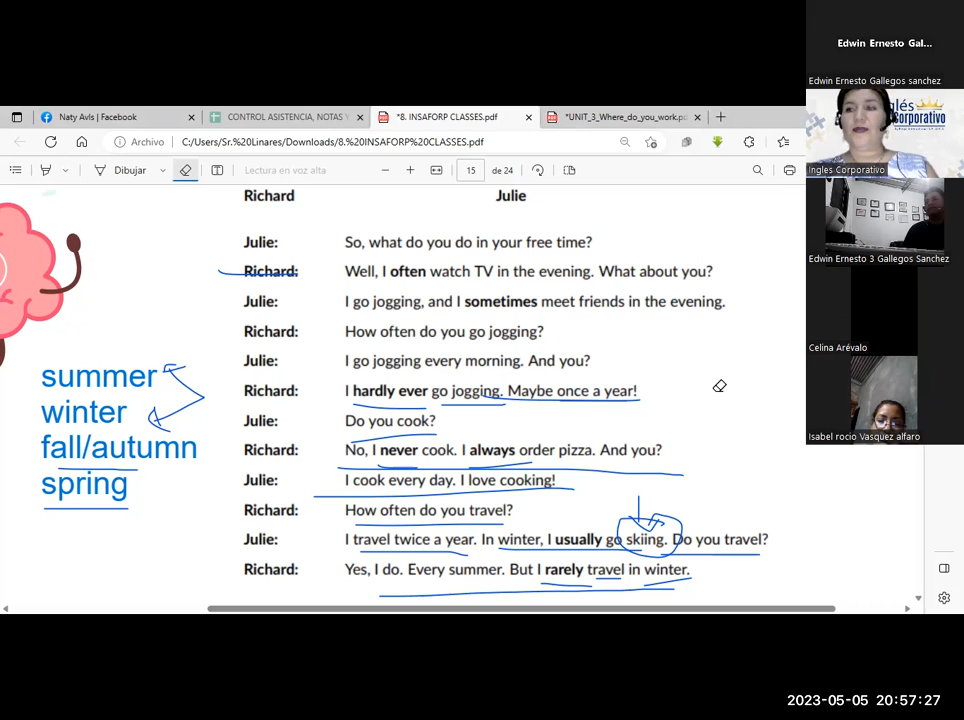 Edwin Ernesto Gal...
Edwin Ernesto Gallegos sanchez
Naty Avls | Facebook
CONTROL ASISTENCIA, NOTAS Y
*8. INSAFORP CLASSES.pdf
*UNIT_3_Where_do_you_work.pd
Archivo
C:/Users/Sr.%20Linares/Downloads/8.%20INSAFORP%20CLASSES.pdf
Dibujar
Lectura en voz alta
15
de 24
Richard
Julie
Julie: So, what do you do in your free time?
Richard: Well, I often watch TV in the evening. What about you?
Julie: I go jogging, and I sometimes meet friends in the evening.
Richard: How often do you go jogging?
Julie: I go jogging every morning. And you?
Richard: I hardly ever go jogging. Maybe once a year!
Julie: Do you cook?
Richard: No, I never cook. I always order pizza. And you?
Julie: I cook every day. I love cooking!
Richard: How often do you travel?
Julie: I travel twice a year. In winter, I usually go skiing. Do you travel?
Richard: Yes, I do. Every summer. But I rarely travel in winter.
summer
winter
fall/autumn
spring
glés
Corporativo
Ingles Corporativo
Edwin Ernesto 3 Gallegos Sanchez
Celina Arévalo
Isabel rocio Vasquez alfaro
2023-05-05 20:57:27